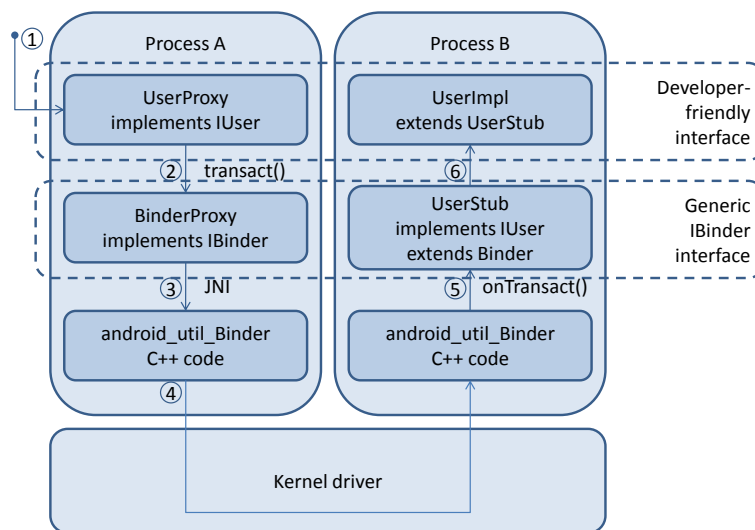 ①
Process A
Process B
UserProxy
implements IUser
UserImpl
extends UserStub
Developer-
friendly
interface
②
transact()
⑥
BinderProxy
implements IBinder
UserStub
implements IUser
extends Binder
Generic
IBinder
interface
③
JNI
⑤
onTransact()
android_util_Binder
C++ code
android_util_Binder
C++ code
④
Kernel driver